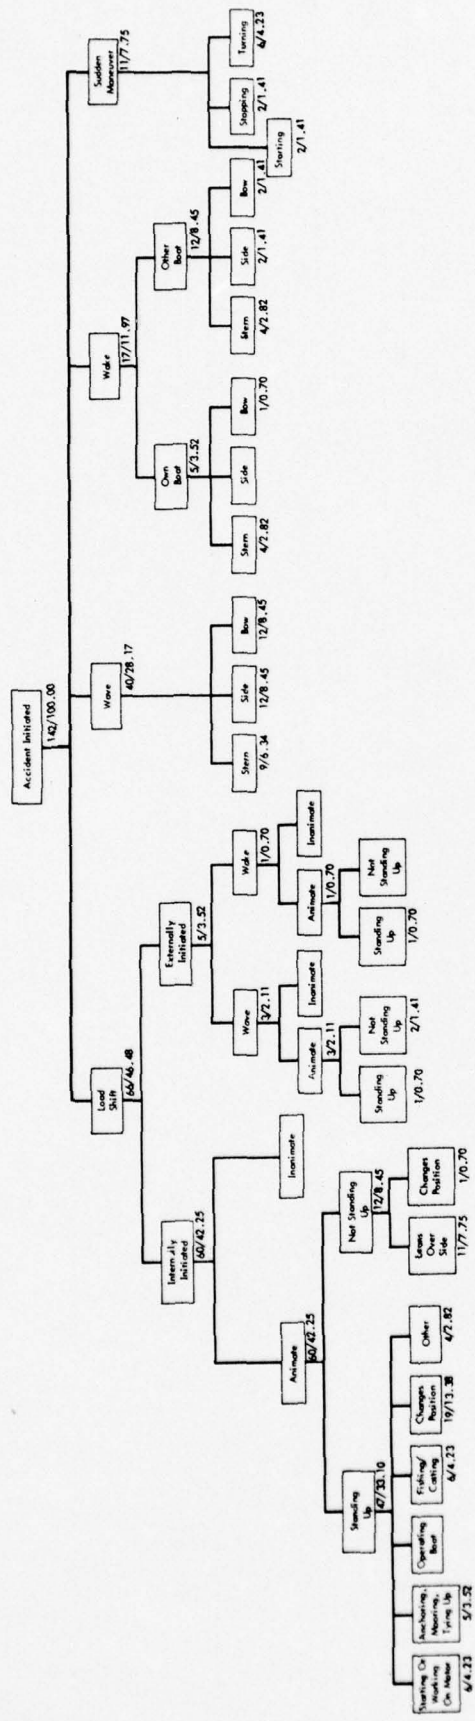 Accident Initiated
142/100.00
Load
Shift
66/46.48
Wave
40/28.17
Wake
17/11.97
Sudden
Maneuver
11/7.75
Internally
Initiated
60/42.25
Externally
Initiated
5/3.52
Own
Boat
5/3.52
Other
Boat
12/8.45
Stern
9/6.34
Side
12/8.45
Bow
12/8.45
Stern
4/2.82
Side
Bow
1/0.70
Stern
4/2.82
Side
2/1.41
Bow
2/1.41
Starting
2/1.41
Stopping
2/1.41
Turning
6/4.23
Animate
60/42.25
Inanimate
Wave
3/2.11
Wake
1/0.70
Animate
3/2.11
Inanimate
Animate
1/0.70
Inanimate
Standing
Up
47/33.10
Not Standing
Up
12/8.45
Standing
Up
1/0.70
Not
Standing
Up
2/1.41
Standing
Up
1/0.70
Not
Standing
Up
Starting Or
Working
On Motor
6/4.23
Anchoring,
Mooring,
Tying Up
5/3.52
Operating
Boat
Fishing/
Casting
6/4.23
Changes
Position
19/13.38
Other
4/2.82
Leans
Over
Side
11/7.75
Changes
Position
1/0.70